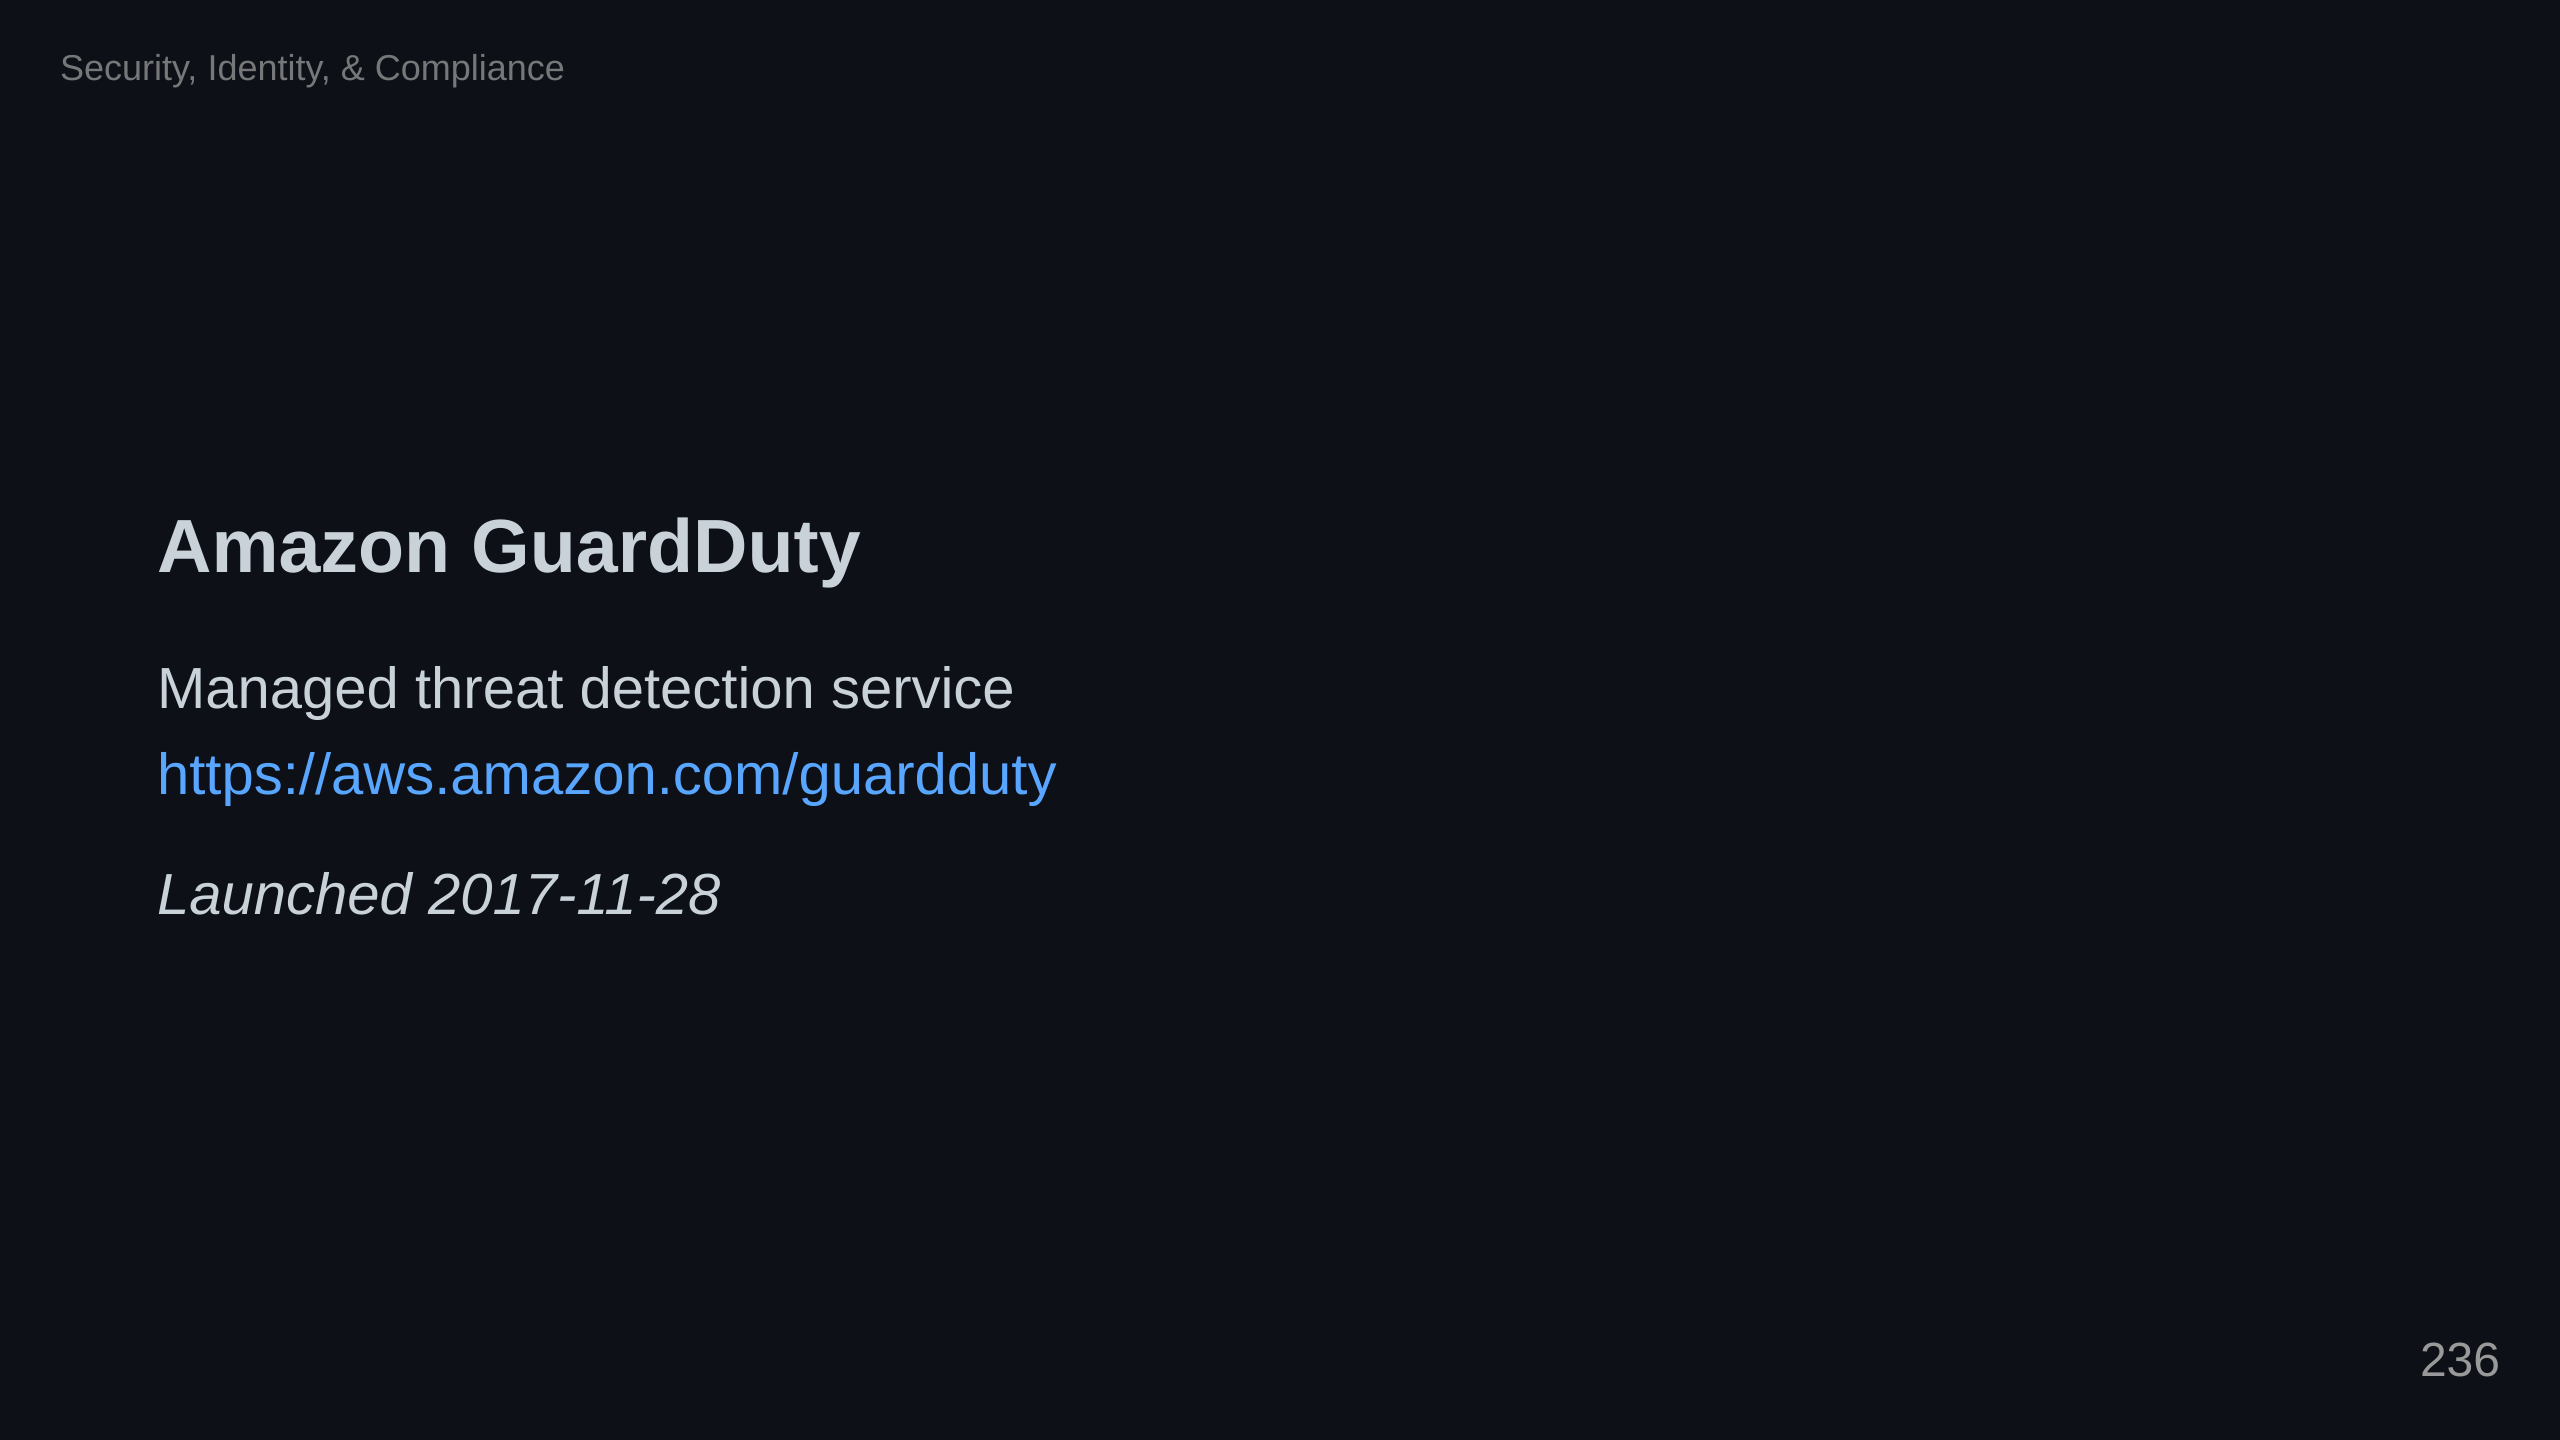 Security, Identity, & Compliance
Amazon GuardDuty
Managed threat detection service
https://aws.amazon.com/guardduty
Launched 2017-11-28
236